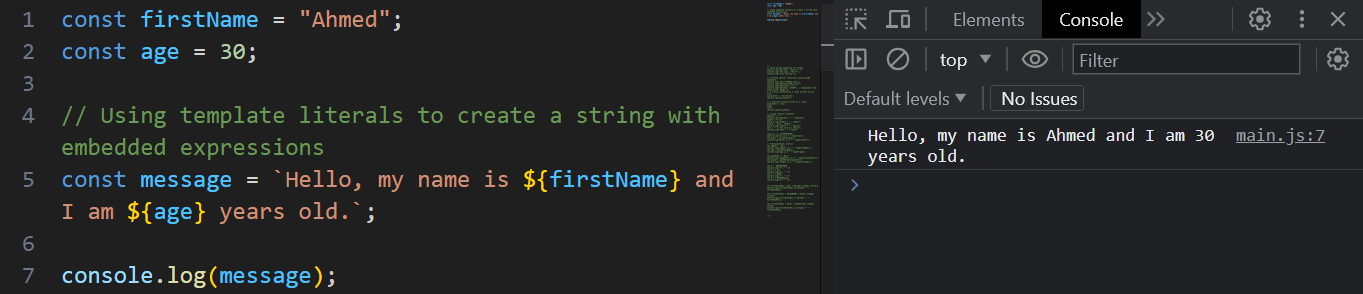 1 const firstName = "Ahmed";
2 const age = 30;
3
4 // Using template literals to create a string with
embedded expressions
5 const message = `Hello, my name is ${firstName} and
I am ${age} years old.`;
6
7 console.log(message);
Elements Console
top Filter
Default levels No Issues
Hello, my name is Ahmed and I am 30 main.js:7
years old.